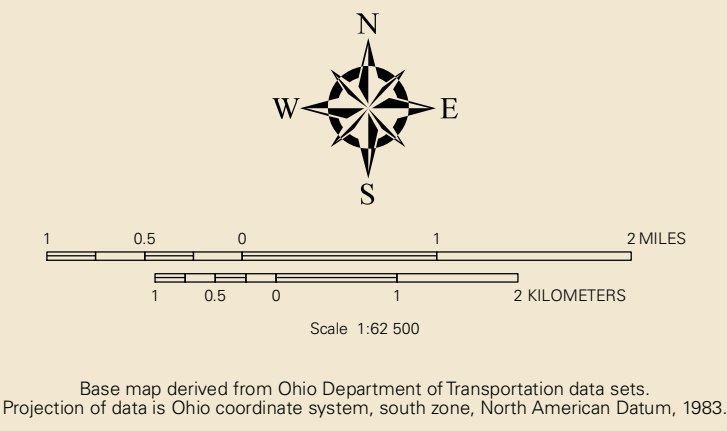 N
W E
S
1 0.5 0 1 2 MILES
1 0.5 0 1 2 KILOMETERS
Scale 1:62 500
Base map derived from Ohio Department of Transportation data sets.
Projection of data is Ohio coordinate system, south zone, North American Datum, 1983.